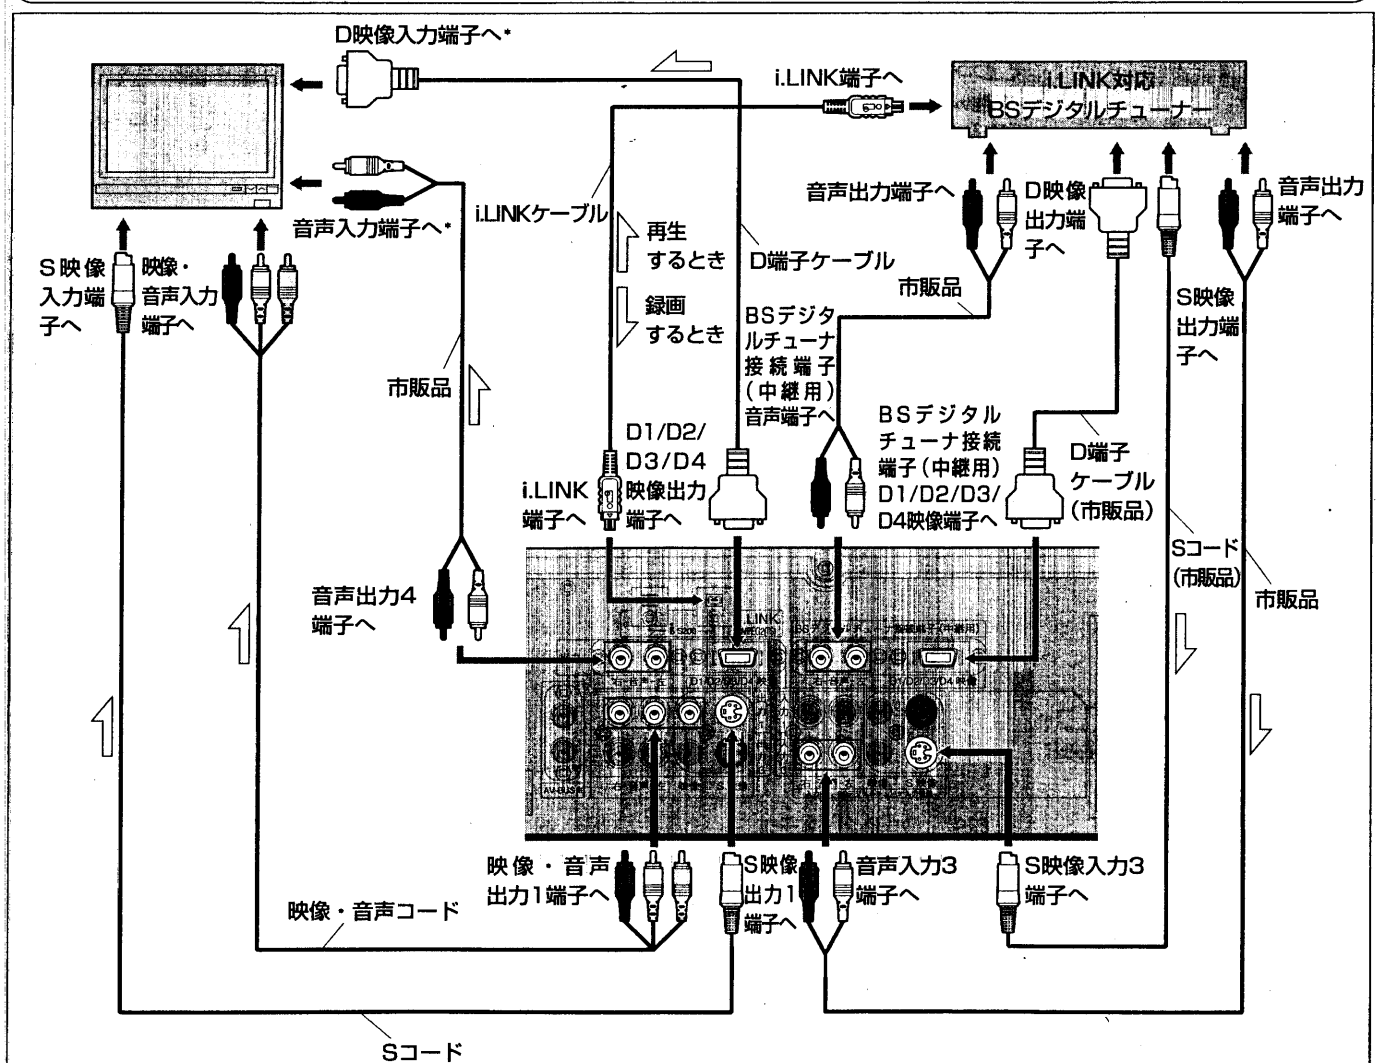 D映像入力端子へ*
i.LINK端子へ
i.LINK対応
BSデジタルチューナー
音声入力端子へ*
i.LINKケーブル
再生
するとき
録画
するとき
D端子ケーブル
音声出力端子へ
D映像
出力端
子へ
音声出力
端子へ
S映像
入力端
子へ
映像・
音声入力
端子へ
市販品
市販品
S映像
出力端
子へ
BSデジタ
ルチューナ
接続端子
(中継用)
音声端子へ
BSデジタル
チューナ接続
端子(中継用)
D1/D2/D3/
D4映像端子へ
D端子
ケーブル
(市販品)
D1/D2/
D3/D4
映像出力
端子へ
i.LINK
端子へ
Sコード
(市販品)
市販品
音声出力4
端子へ
映像・音声
出力1端子へ
S映像
出力1
端子へ
音声入力3
端子へ
S映像入力3
端子へ
映像・音声コード
Sコード